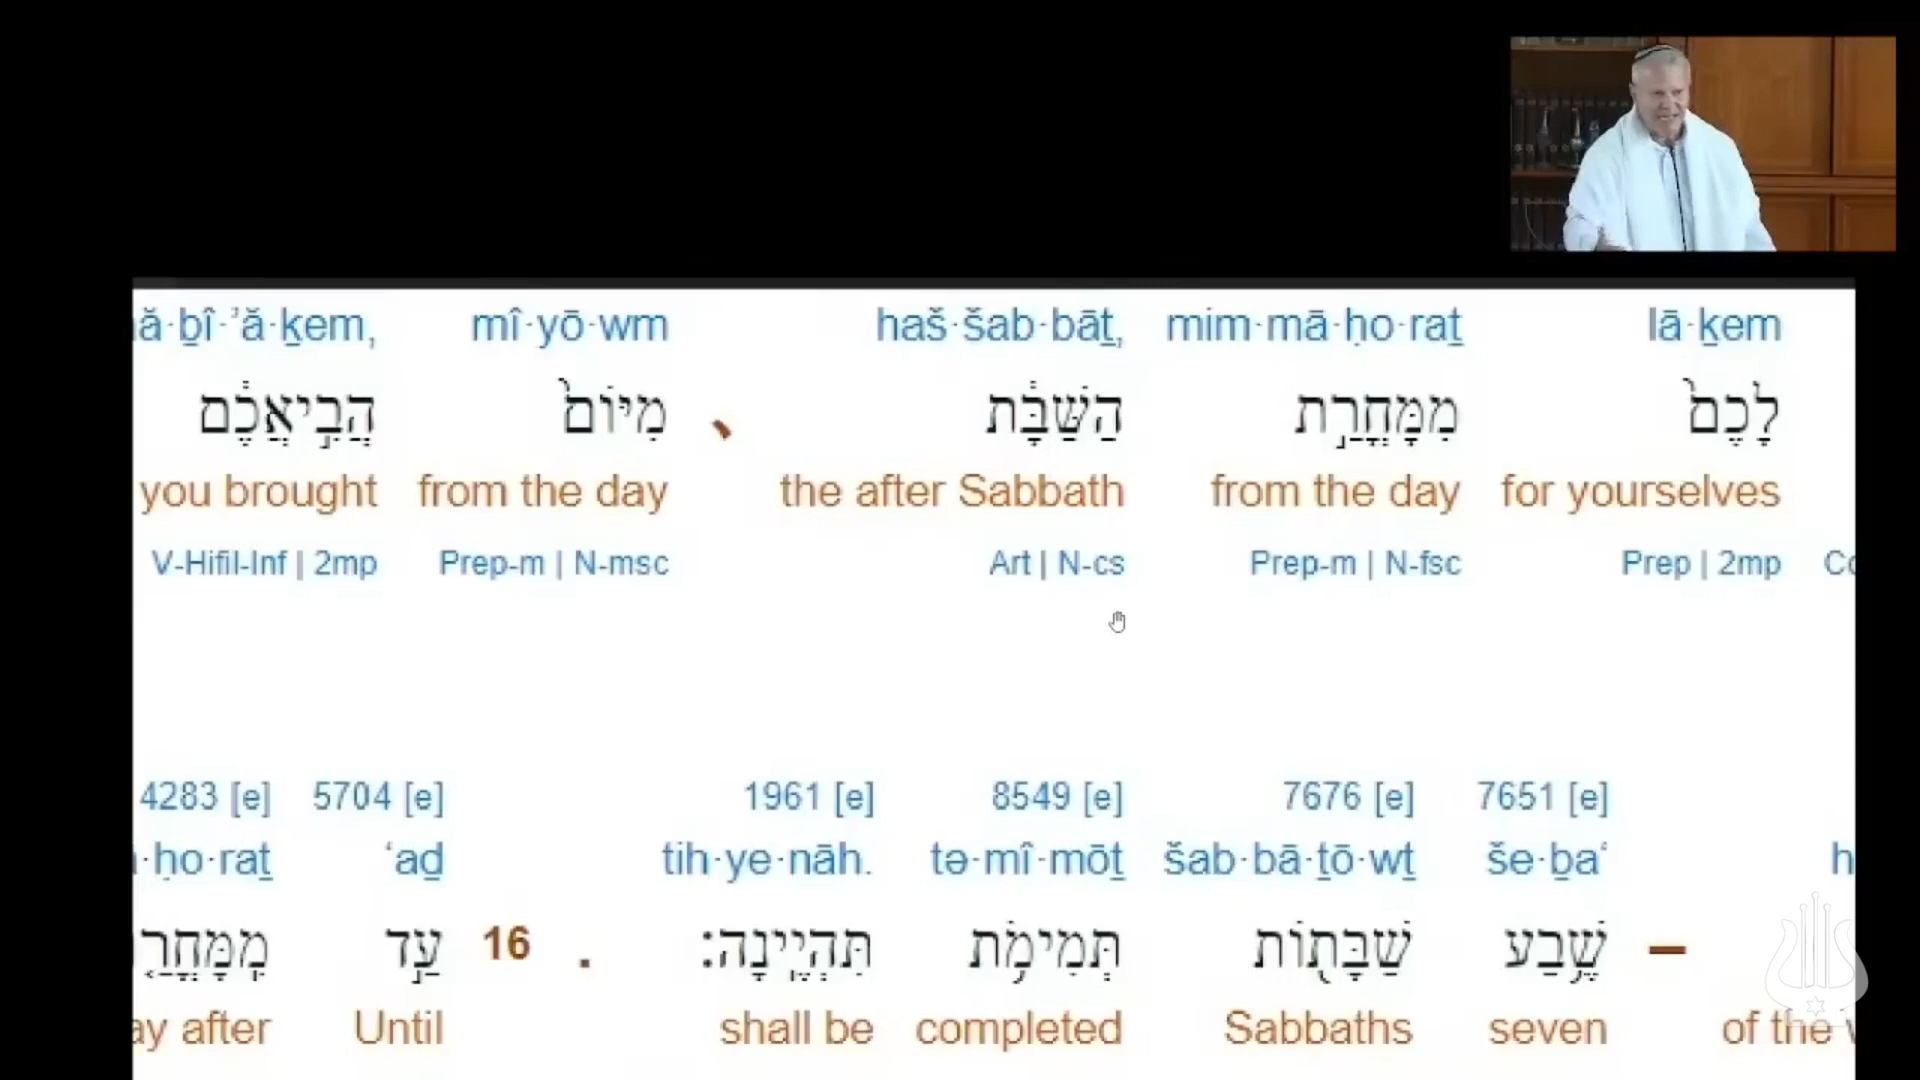 ă·ḇî·’ă·ḵem, mî·yō·wm haš·šab·bāṯ, mim·mā·ḥo·raṯ lā·ḵem
לָכֶם֙ מִמָּחֳרַ֣ת הַשַּׁבָּ֔ת , מִיּוֹם֙ הֲבִ֣יאֲכֶ֔ם
you brought from the day the after Sabbath from the day for yourselves
V-Hifil-Inf | 2mp Prep-m | N-msc Art | N-cs Prep-m | N-fsc Prep | 2mp
4283 [e] 5704 [e] 1961 [e] 8549 [e] 7676 [e] 7651 [e]
·ḥo·raṯ ‘aḏ tih·ye·nāh. tə·mî·mōṯ šab·bā·ṯō·wṯ še·ḇa‘
– שֶׁ֥בַע שַׁבָּת֖וֹת תְּמִימֹ֥ת תִּהְיֶֽינָה׃ . 16 עַ֣ד מִֽמָּחֳרַ֤
ay after Until shall be completed Sabbaths seven of the